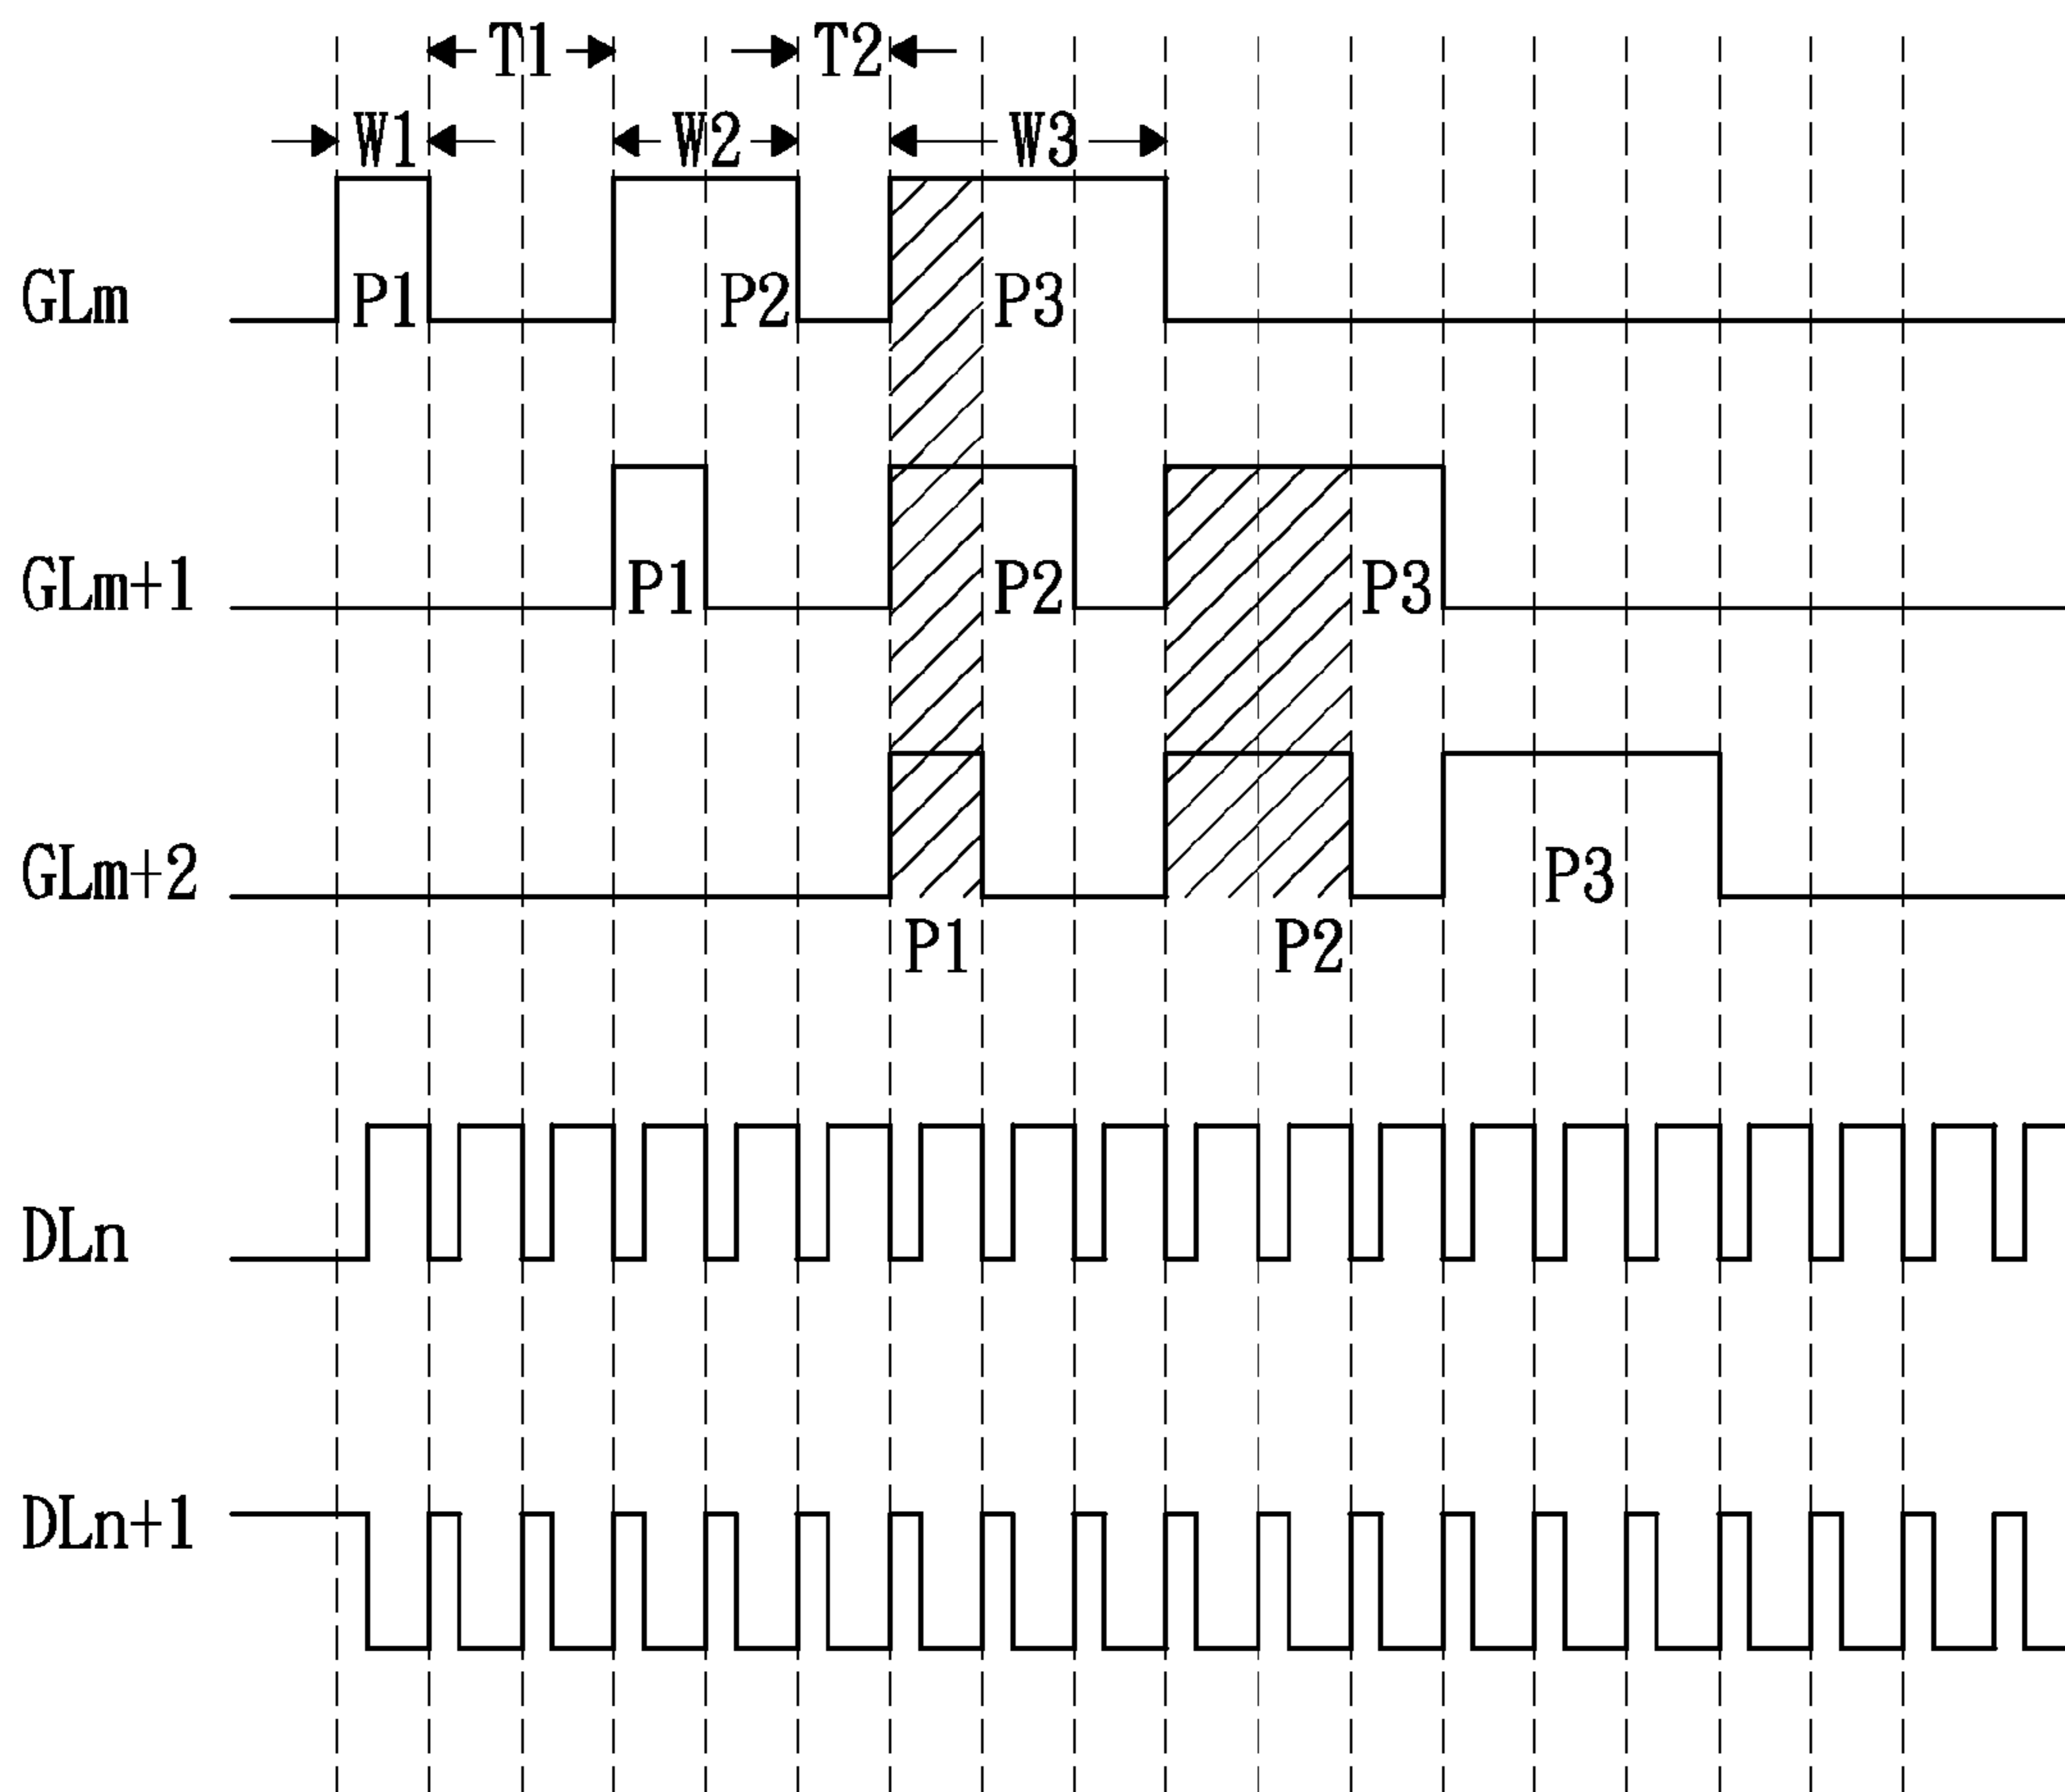 T1 T2
W1 W2 W3
GLm P1 P2 P3
GLm+1 P1 P2 P3
GLm+2 P3
P1 P2
DLn
DLn+1